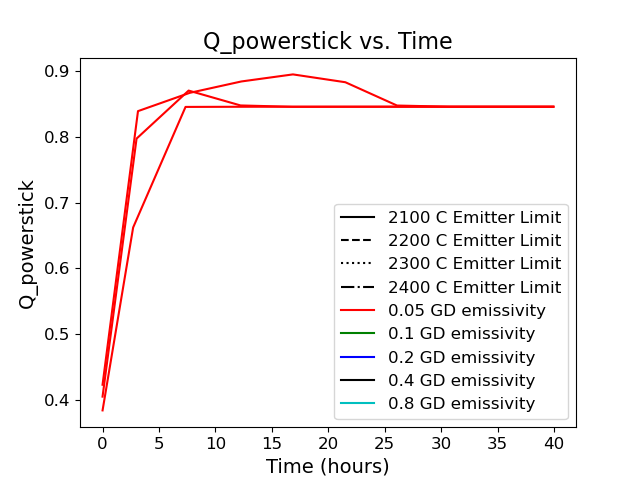 Q_powerstick vs. Time
Q_powerstick
0.9
0.8
0.7
0.6
0.5
0.4
2100 C Emitter Limit
2200 C Emitter Limit
2300 C Emitter Limit
2400 C Emitter Limit
0.05 GD emissivity
0.1 GD emissivity
0.2 GD emissivity
0.4 GD emissivity
0.8 GD emissivity
0 5 10 15 20 25 30 35 40
Time (hours)